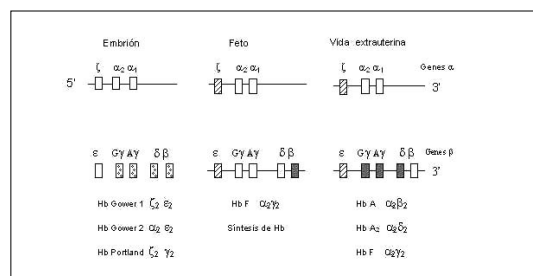 Embrión Feto Vida extrauterina
ζ α₂ α₁ ζ α₂ α₁ ζ α₂ α₁ Genes α
5' 3'
ε Gγ Aγ δ β ε Gγ Aγ δ β ε Gγ Aγ δ β Genes β
3'
Hb Gower 1 ζ₂ ε₂ Hb F α₂γ₂ Hb A α₂β₂
Hb Gower 2 α₂ ε₂ Síntesis de Hb Hb A₂ α₂δ₂
Hb Portland ζ₂ γ₂ Hb F α₂γ₂